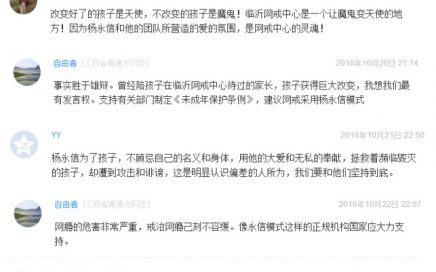 改变好了的孩子是天使，不改变的孩子是魔鬼！临沂网戒中心是一个让魔鬼变天使的地
方！因为杨永信和他的团队所营造的爱的氛围，是网戒中心的灵魂！
自由者 [江苏省南通市网友] 2016年10月26日 21:14
事实胜于雄辩。曾经陪孩子在临沂网戒中心待过的家长，孩子获得巨大改变，我想我们最
有发言权。支持有关部门制定《未成年保护条例》，建议网戒采用杨永信模式
YY 2016年10月21日 22:50
杨永信为了孩子，不顾忌自己的名义和身体，用他的大爱和无私的奉献，拯救着濒临毁灭
的孩子，却遭到攻击和诽谤，这是明显认识偏差的人所为，我们要和他们坚持到底。
自由者 [江苏省南通市网友] 2016年10月22日 22:07
网瘾的危害非常严重，戒治网瘾己刻不容缓。像永信模式这样的正规机构国家应大力支
持。